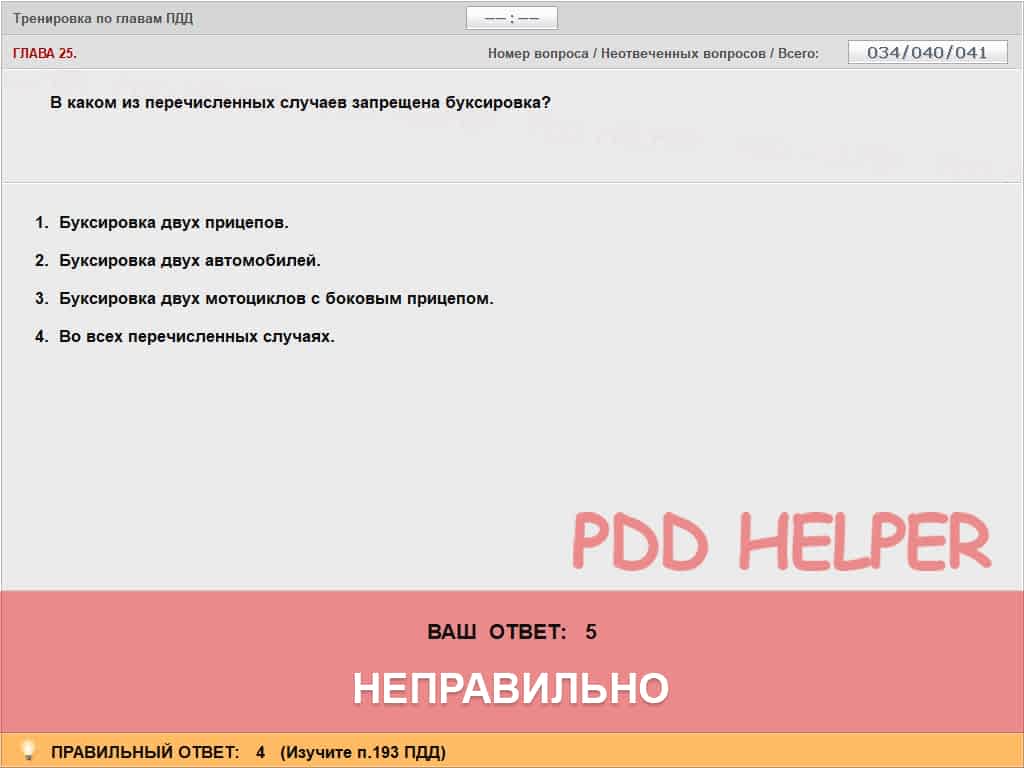 Тренировка по главам ПДД
–– : ––
ГЛАВА 25.
Номер вопроса / Неотвеченных вопросов / Всего:
034/040/041
В каком из перечисленных случаев запрещена буксировка?
1. Буксировка двух прицепов.
2. Буксировка двух автомобилей.
3. Буксировка двух мотоциклов с боковым прицепом.
4. Во всех перечисленных случаях.
PDD HELPER
ВАШ ОТВЕТ: 5
НЕПРАВИЛЬНО
ПРАВИЛЬНЫЙ ОТВЕТ: 4 (Изучите п.193 ПДД)